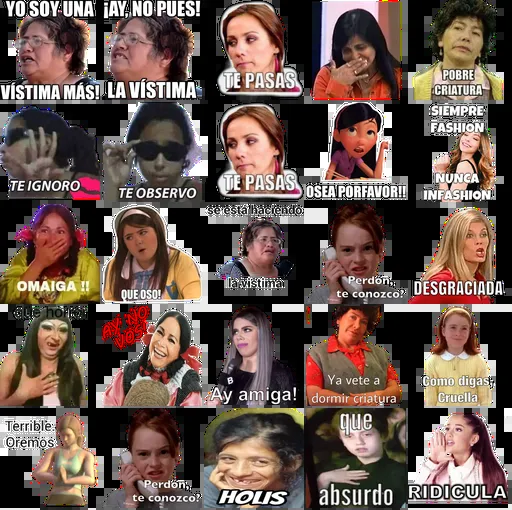 YO SOY UNA
VÍSTIMA MÁS!
¡AY, NO PUES!
LA VÍSTIMA
TE PASAS
POBRE
CRIATURA
TE IGNORO
TE OBSERVO
TE PASAS
OSEA PORFAVOR!!
SIEMPRE
FASHION
NUNCA
INFASHION
OMAIGA !!
QUE OSO!
se está haciendo
la vístima
Perdón,
te conozco?
DESGRACIADA
AY NO
VOS!
Ay amiga!
Ya vete a
dormir criatura
Como digas,
Cruella
Terrible.
Oremos
Perdón,
te conozco?
HOLIS
que
absurdo
RIDICULA